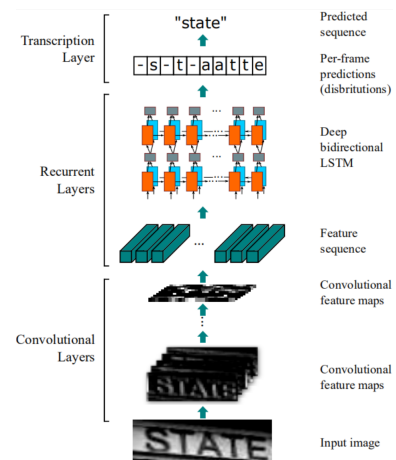 "state"
Predicted
sequence
Transcription
Layer
-s-t-aatte
Per-frame
predictions
(disbritutions)
Recurrent
Layers
Deep
bidirectional
LSTM
...
...
...
Feature
sequence
Convolutional
feature maps
Convolutional
Layers
...
STATE
Convolutional
feature maps
STATE
Input image